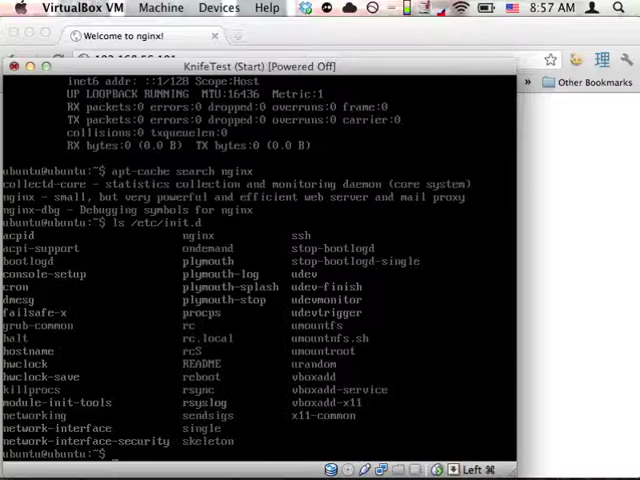 VirtualBox VM Machine Devices Help 8:57 AM
Welcome to nginx!
Other Bookmarks
KnifeTest (Start) [Powered Off]
inet6 addr: ::1/128 Scope:Host
UP LOOPBACK RUNNING MTU:16436 Metric:1
RX packets:0 errors:0 dropped:0 overruns:0 frame:0
TX packets:0 errors:0 dropped:0 overruns:0 carrier:0
collisions:0 txqueuelen:0
RX bytes:0 (0.0 B) TX bytes:0 (0.0 B)
ubuntu@ubuntu:~$ apt-cache search nginx
collectd-core - statistics collection and monitoring daemon (core system)
nginx - small, but very powerful and efficient web server and mail proxy
nginx-dbg - Debugging symbols for nginx
ubuntu@ubuntu:~$ ls /etc/init.d
acpid nginx ssh
acpi-support ondemand stop-bootlogd
bootlogd plymouth stop-bootlogd-single
console-setup plymouth-log udev
cron plymouth-splash udev-finish
dmesg plymouth-stop udevmonitor
failsafe-x procps udevtrigger
grub-common rc umountfs
halt rc.local umountnfs.sh
hostname rcS umountroot
hwclock README urandom
hwclock-save reboot vboxadd
killprocs rsync vboxadd-service
module-init-tools rsyslog vboxadd-x11
networking sendsigs x11-common
network-interface single
network-interface-security skeleton
ubuntu@ubuntu:~$ _
Left ⌘